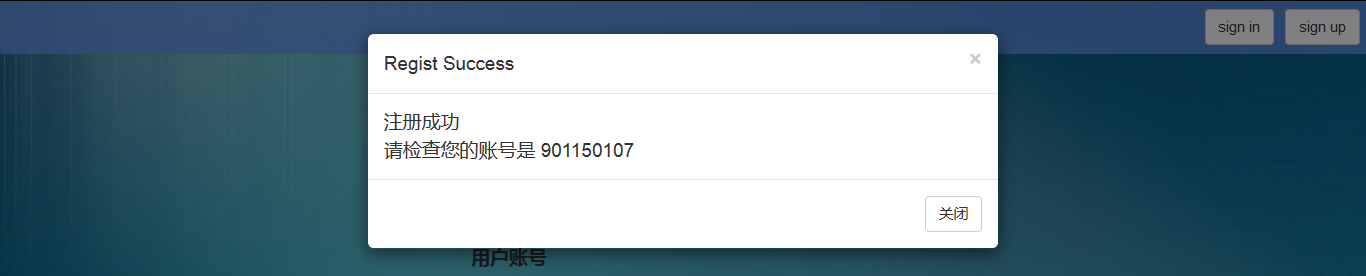 sign in
sign up
Regist Success
×
注册成功
请检查您的账号是 901150107
关闭
用户账号